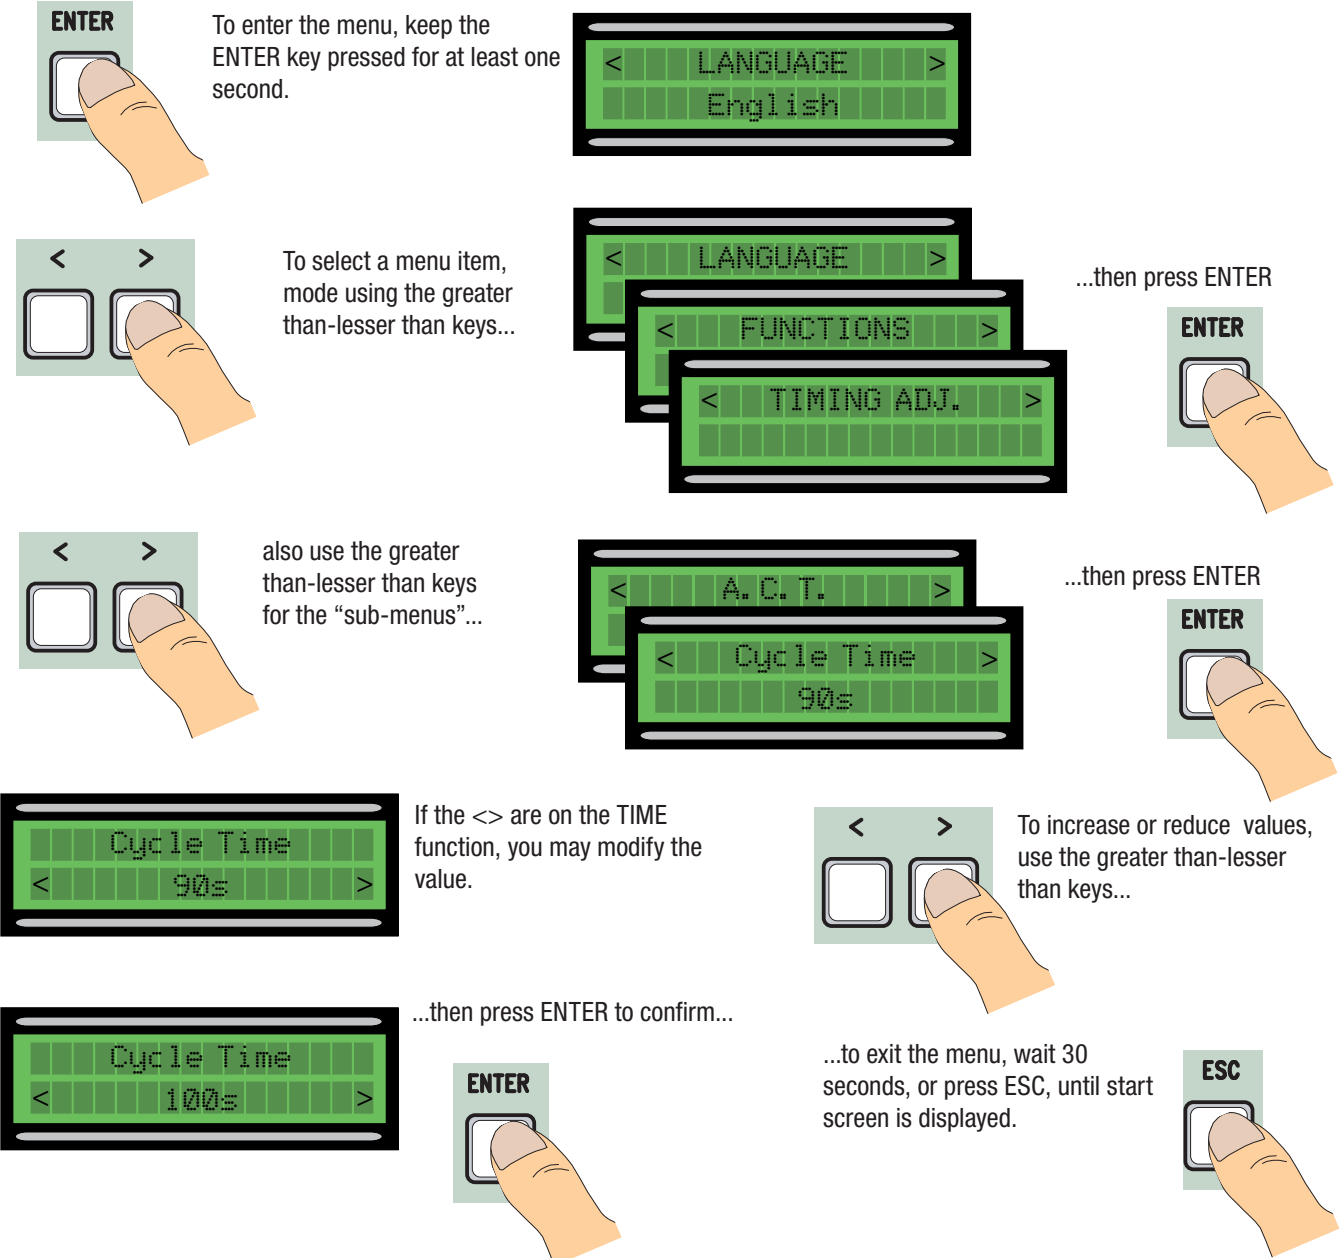 ENTER
To enter the menu, keep the
ENTER key pressed for at least one
second.
< LANGUAGE >
English
< >
To select a menu item,
mode using the greater
than-lesser than keys...
< LANGUAGE >
< FUNCTIONS >
< TIMING ADJ. >
...then press ENTER
ENTER
< >
also use the greater
than-lesser than keys
for the “sub-menus”...
< A.C.T. >
< Cycle Time >
90s
...then press ENTER
ENTER
Cycle Time
< 90s >
If the <> are on the TIME
function, you may modify the
value.
< >
To increase or reduce  values,
use the greater than-lesser
than keys...
Cycle Time
< 100s >
...then press ENTER to confirm...
ENTER
...to exit the menu, wait 30
seconds, or press ESC, until start
screen is displayed.
ESC